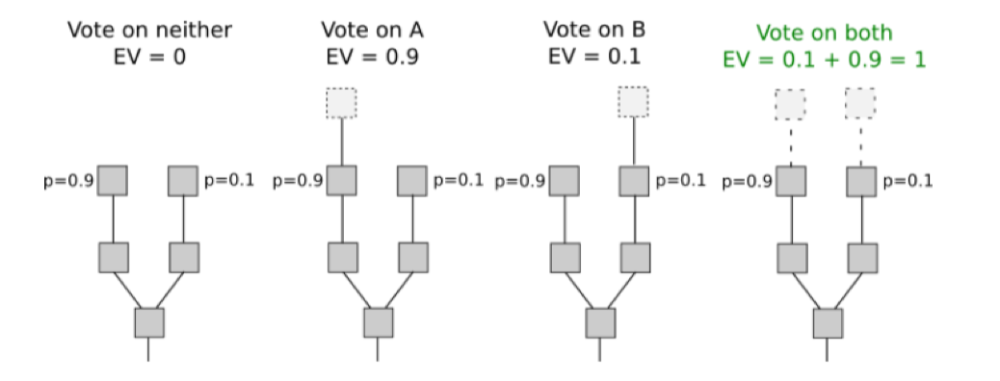 Vote on neither
EV = 0
Vote on A
EV = 0.9
Vote on B
EV = 0.1
Vote on both
EV = 0.1 + 0.9 = 1
p=0.9
p=0.1
p=0.9
p=0.1
p=0.9
p=0.1
p=0.9
p=0.1